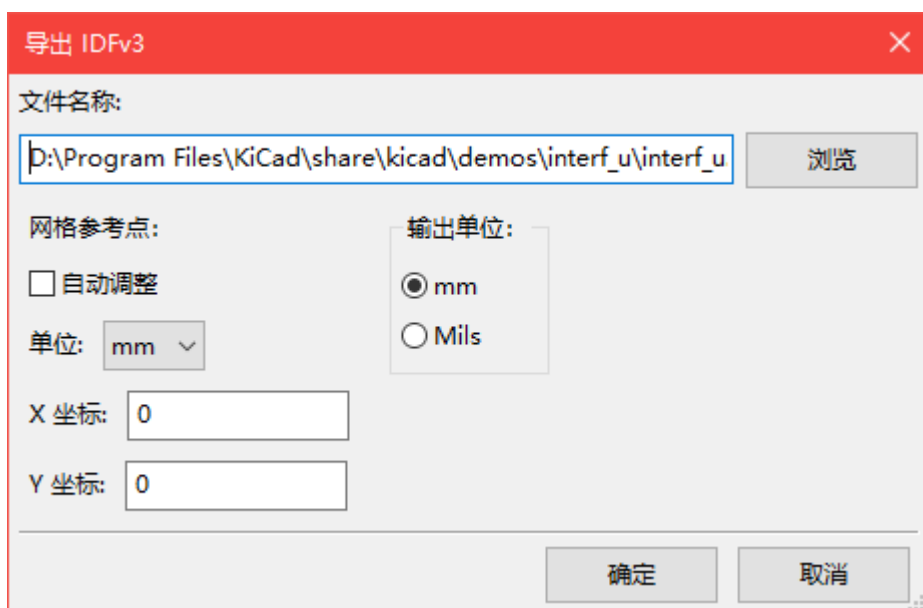 导出 IDFv3
文件名称:
D:\Program Files\KiCad\share\kicad\demos\interf_u\interf_u
浏览
网格参考点:
输出单位:
自动调整
mm
单位: mm
Mils
X 坐标: 0
Y 坐标: 0
确定
取消